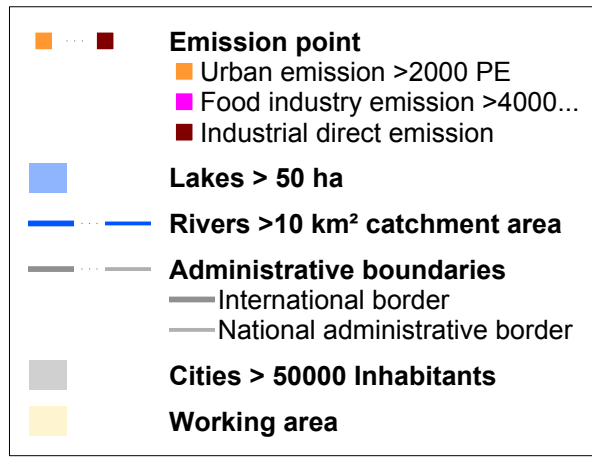 Emission point
Urban emission >2000 PE
Food industry emission >4000...
Industrial direct emission
Lakes > 50 ha
Rivers >10 km² catchment area
Administrative boundaries
International border
National administrative border
Cities > 50000 Inhabitants
Working area